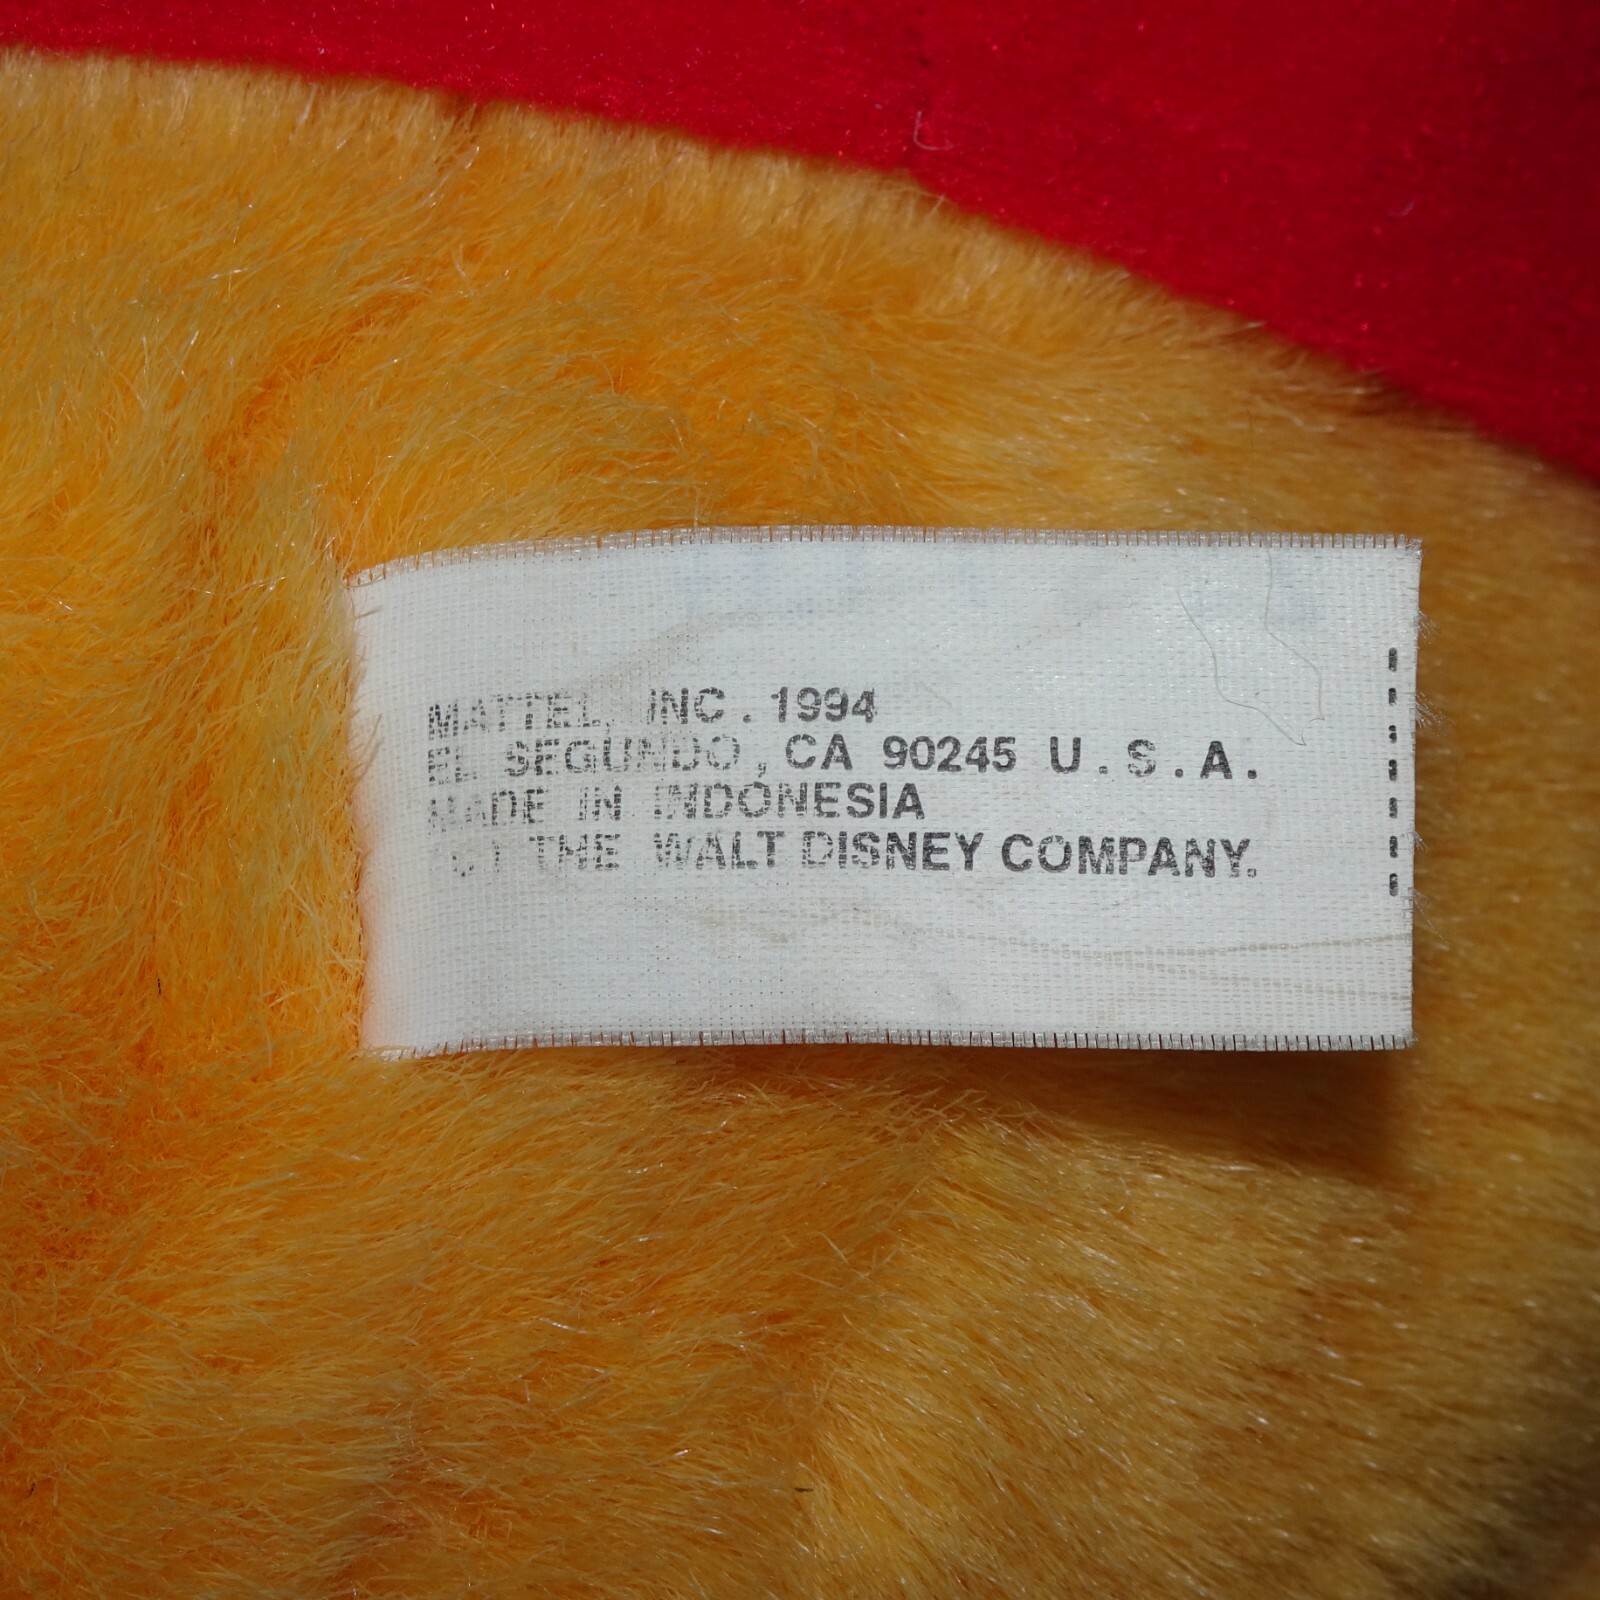 MATTEL, INC. 1994
EL SEGUNDO, CA 90245 U.S.A.
MADE IN INDONESIA
THE WALT DISNEY COMPANY.